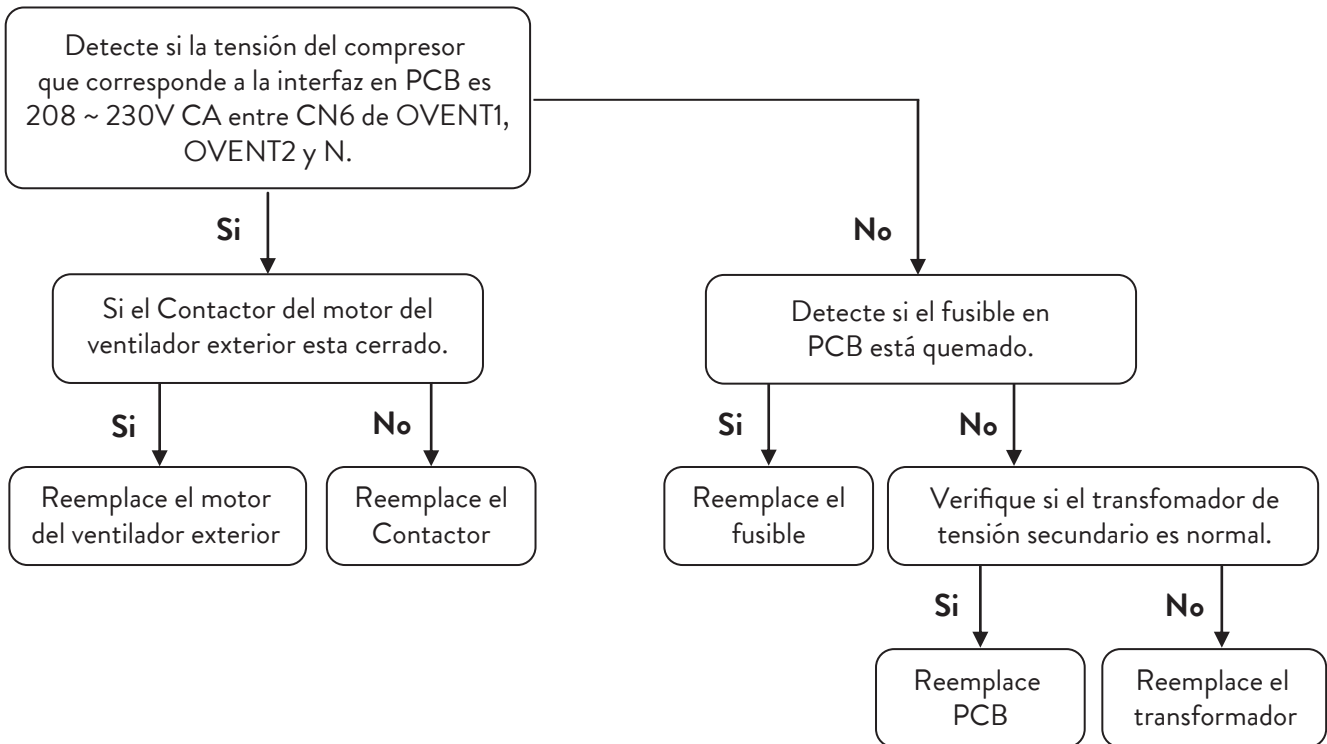 Detecte si la tensión del compresor
que corresponde a la interfaz en PCB es
208 ~ 230V CA entre CN6 de OVENT1,
OVENT2 y N.
Si
No
Si el Contactor del motor del
ventilador exterior esta cerrado.
Detecte si el fusible en
PCB está quemado.
Si
No
Si
No
Reemplace el motor
del ventilador exterior
Reemplace el
Contactor
Reemplace el
fusible
Verifique si el transfomador de
tensión secundario es normal.
Si
No
Reemplace
PCB
Reemplace el
transformador